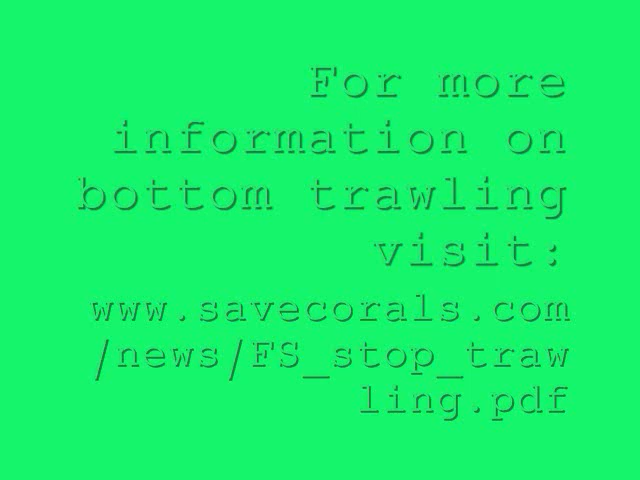 For more
information on
bottom trawling
visit:
www.savecorals.com
/news/FS_stop_traw
ling.pdf